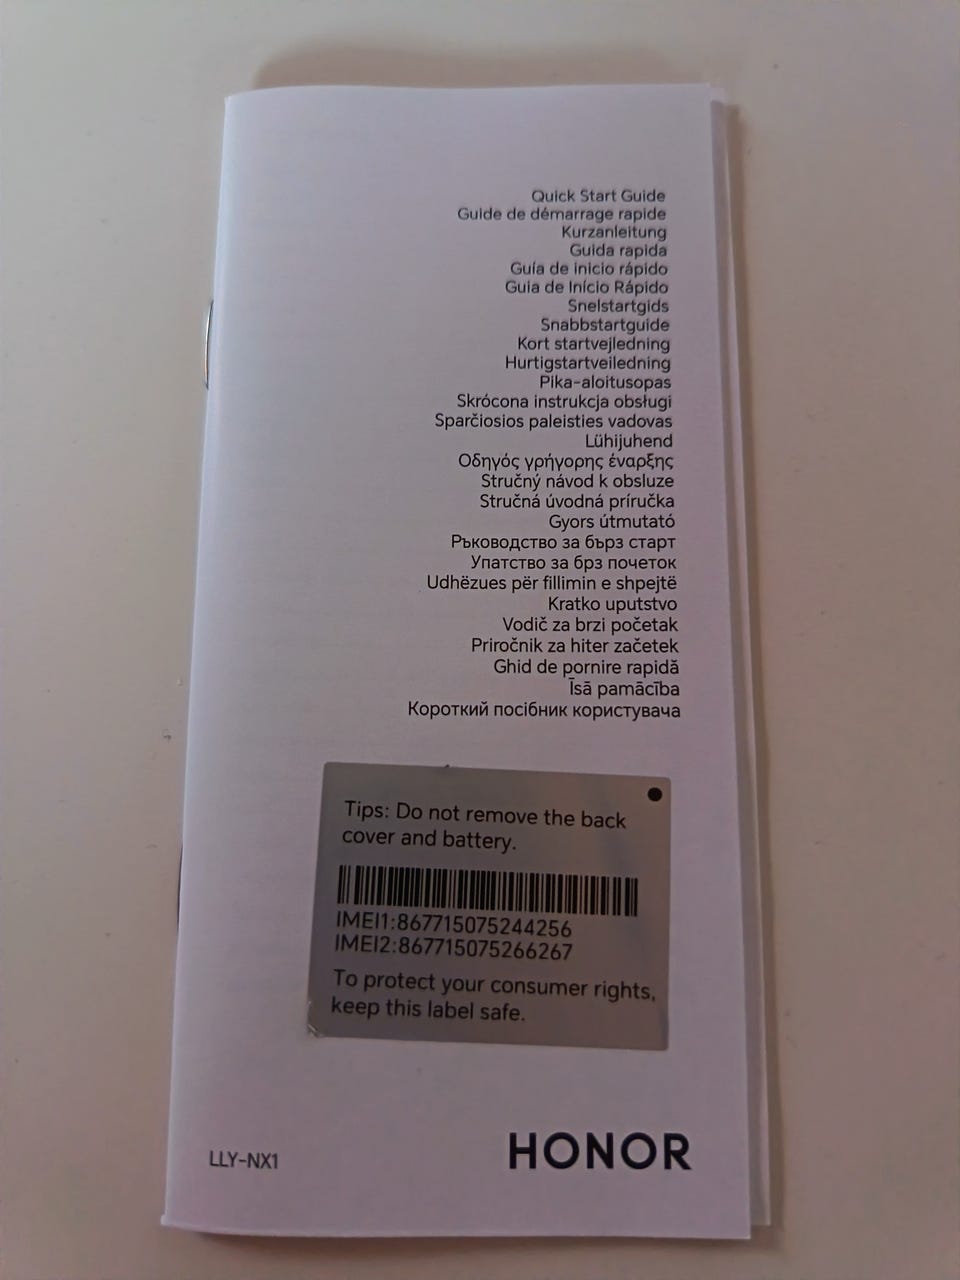 Quick Start Guide
Guide de démarrage rapide
Kurzanleitung
Guida rapida
Guía de inicio rápido
Guia de Início Rápido
Snelstartgids
Snabbstartguide
Kort startvejledning
Hurtigstartveiledning
Pika-aloitusopas
Skrócona instrukcja obsługi
Sparčiosios paleisties vadovas
Lühijuhend
Οδηγός γρήγορης έναρξης
Stručný návod k obsluze
Stručná úvodná príručka
Gyors útmutató
Ръководство за бърз старт
Упатство за брз почеток
Udhëzues për fillimin e shpejtë
Kratko uputstvo
Vodič za brzi početak
Priročnik za hiter začetek
Ghid de pornire rapidă
Īsā pamācība
Короткий посібник користувача
Tips: Do not remove the back
cover and battery.
IMEI1:867715075244256
IMEI2:867715075266267
To protect your consumer rights,
keep this label safe.
LLY-NX1
HONOR